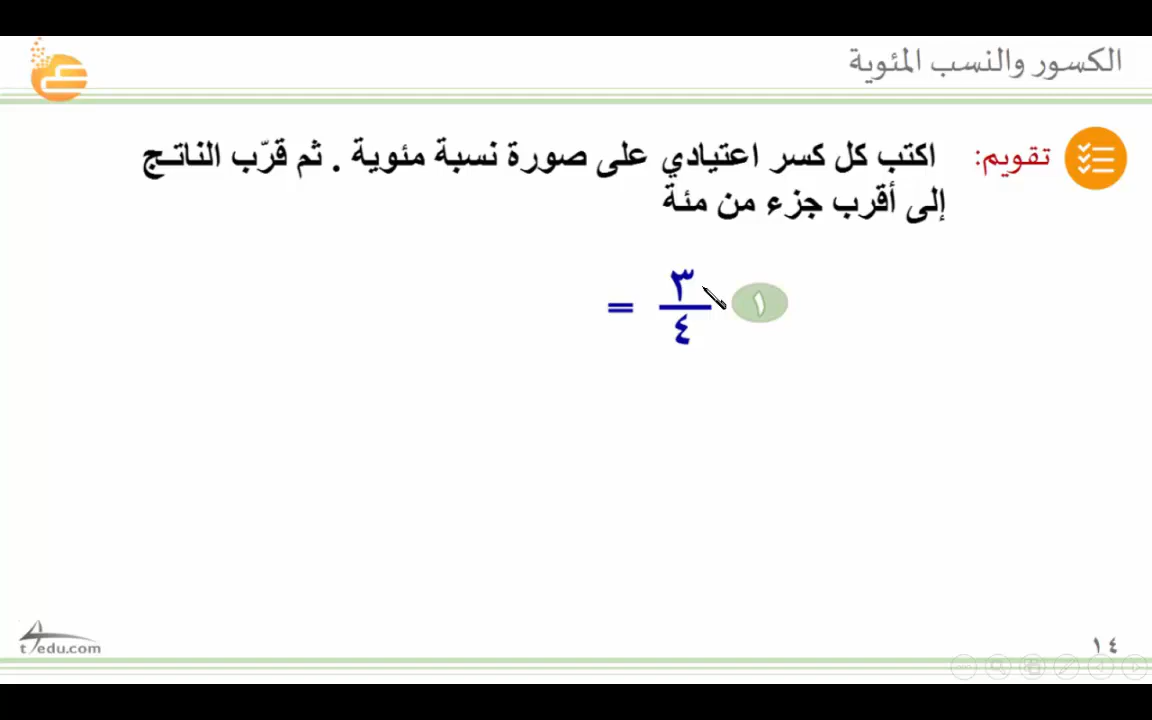 الكسور والنسب المئوية
تقويم: اكتب كل كسر اعتيادي على صورة نسبة مئوية . ثم قرّب الناتج
إلى أقرب جزء من مئة
١
٣
٤
=
t4edu.com
١٤